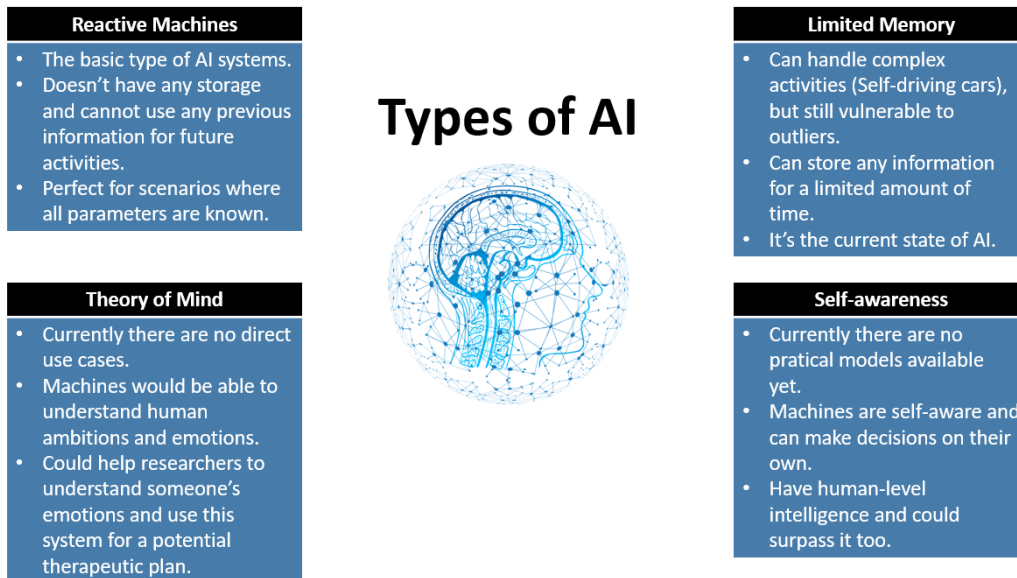 Reactive Machines
• The basic type of AI systems.
• Doesn't have any storage
and cannot use any previous
information for future
activities.
• Perfect for scenarios where
all parameters are known.
Types of AI
Limited Memory
• Can handle complex
activities (Self-driving cars),
but still vulnerable to
outliers.
• Can store any information
for a limited amount of
time.
• It's the current state of AI.
Theory of Mind
• Currently there are no direct
use cases.
• Machines would be able to
understand human
ambitions and emotions.
• Could help researchers to
understand someone's
emotions and use this
system for a potential
therapeutic plan.
Self-awareness
• Currently there are no
pratical models available
yet.
• Machines are self-aware and
can make decisions on their
own.
• Have human-level
intelligence and could
surpass it too.